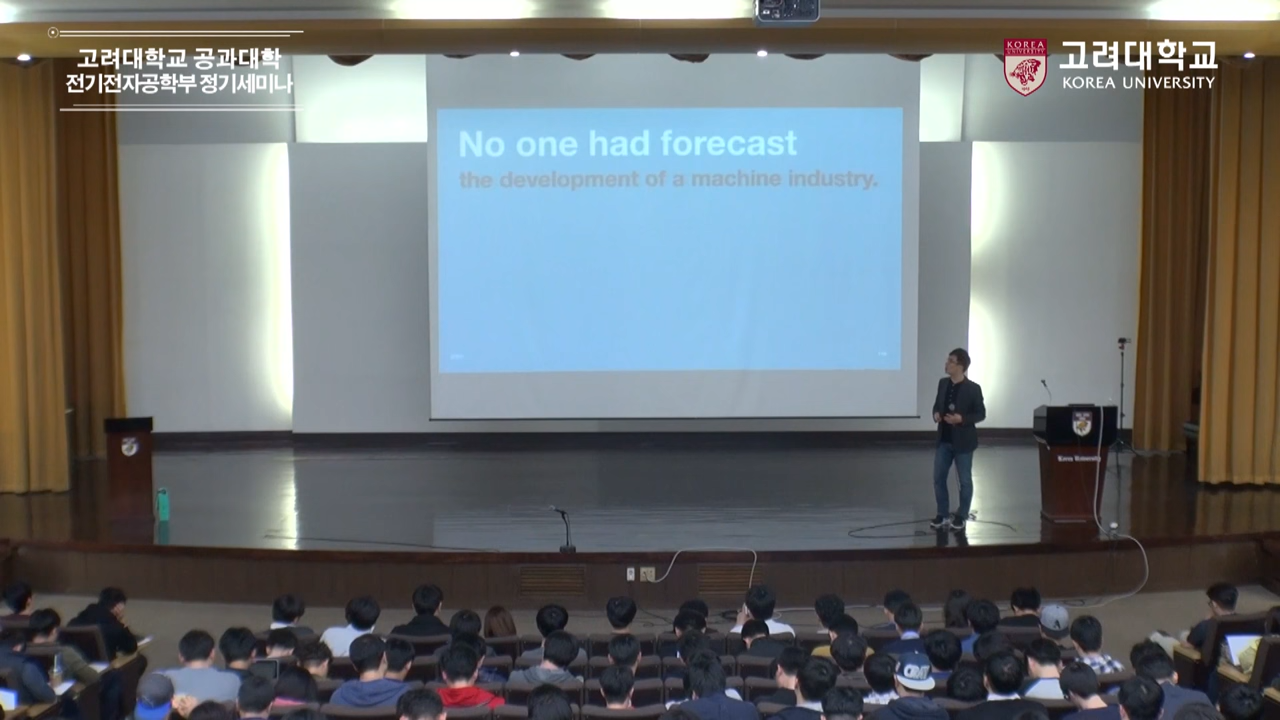 고려대학교 공과대학
전기전자공학부 정기세미나
KOREA
UNIVERSITY
고려대학교
KOREA UNIVERSITY
No one had forecast
the development of a machine industry.
Korea University